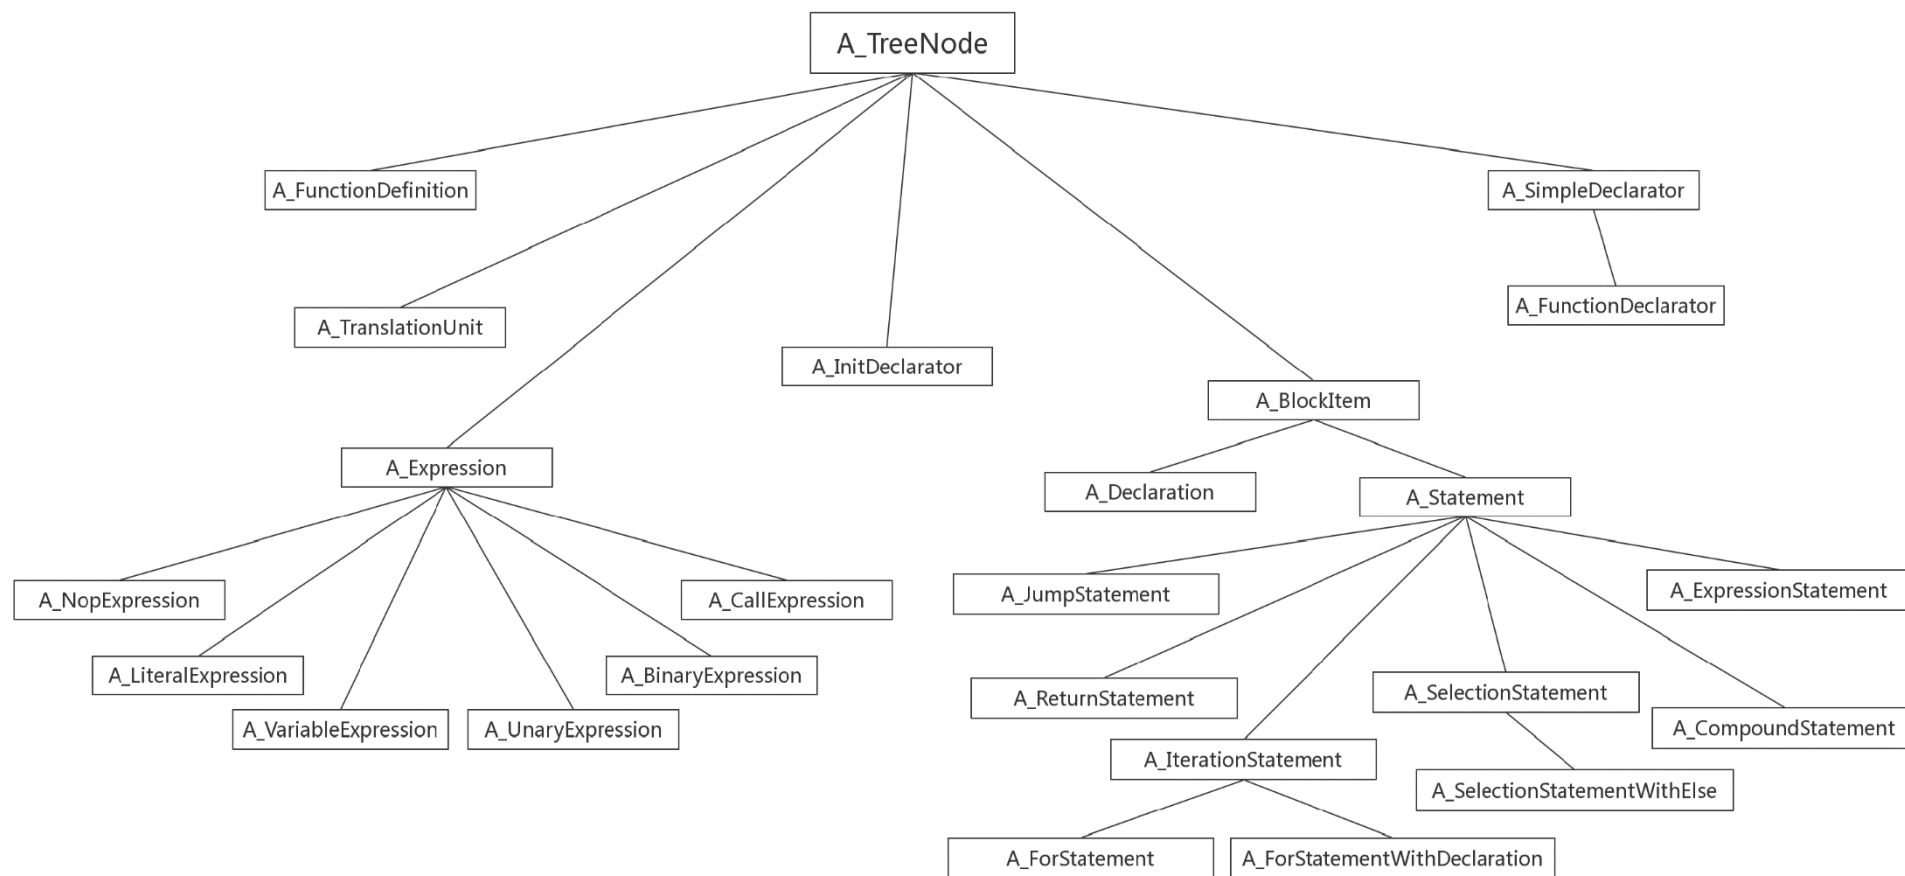 A_TreeNode
A_FunctionDefinition
A_SimpleDeclarator
A_FunctionDeclarator
A_TranslationUnit
A_InitDeclarator
A_BlockItem
A_Expression
A_Declaration
A_Statement
A_NopExpression
A_CallExpression
A_JumpStatement
A_ExpressionStatement
A_LiteralExpression
A_BinaryExpression
A_ReturnStatement
A_SelectionStatement
A_VariableExpression
A_UnaryExpression
A_CompoundStatement
A_IterationStatement
A_SelectionStatementWithElse
A_ForStatement
A_ForStatementWithDeclaration